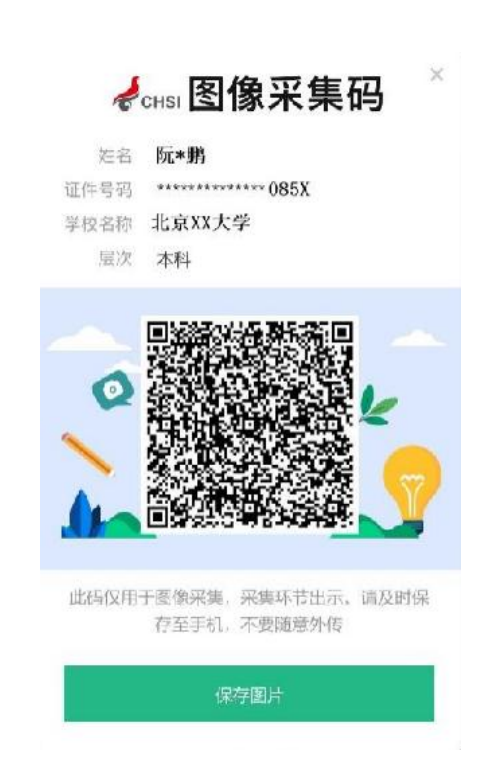 CHSI 图像采集码
×
姓名 阮*鹏
证件号码 **************085X
学校名称 北京XX大学
层次 本科
此码仅用于图像采集，采集环节出示、请及时保
存至手机，不要随意外传
保存图片